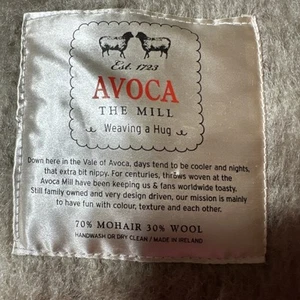 Est. 1723
AVOCA
THE MILL
Weaving a Hug
Down here in the Vale of Avoca, days tend to be cooler and nights,
that extra bit nippy. For centuries, throws woven at the
Avoca Mill have been keeping us & fans worldwide toasty.
Still family owned and very design driven, our mission is mainly
to have fun with colour, texture and each other.
70% MOHAIR 30% WOOL
HANDWASH OR DRY CLEAN / MADE IN IRELAND